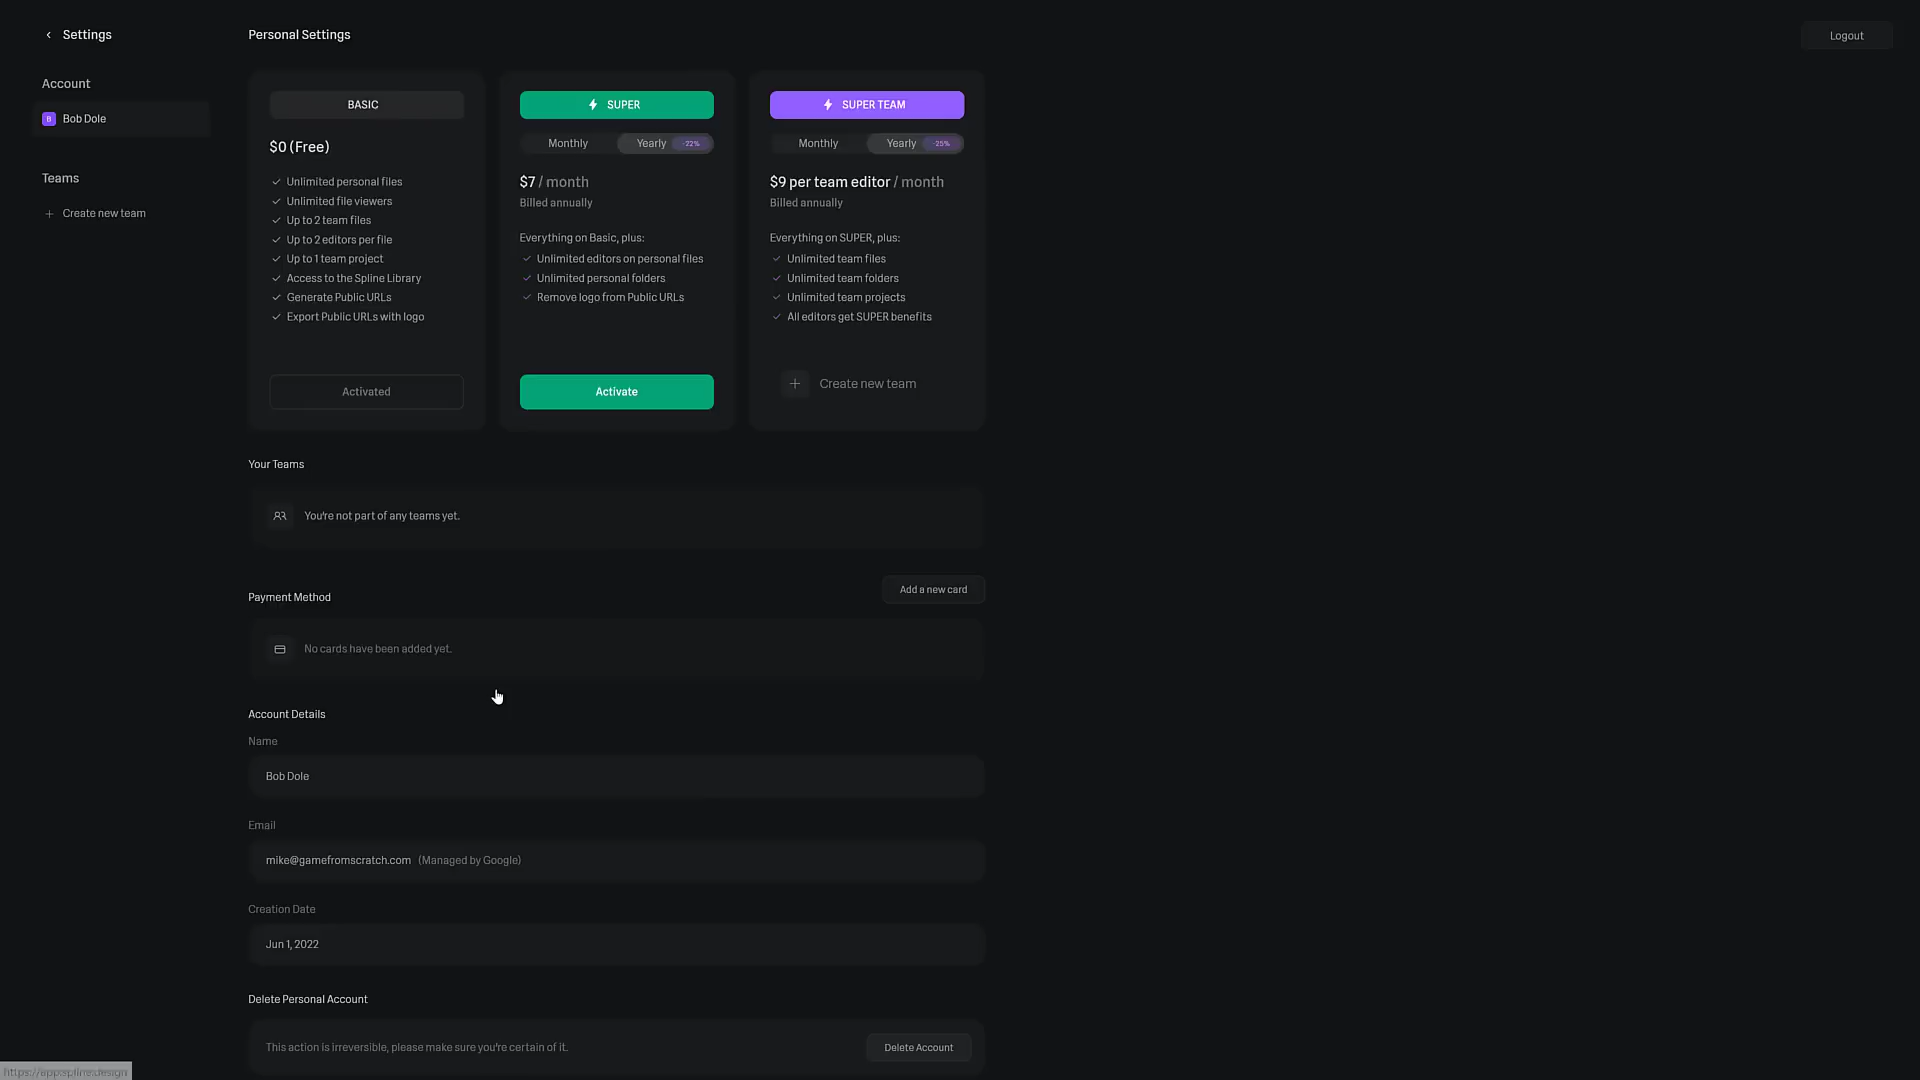 Settings
Personal Settings
Logout
Account
B Bob Dole
Teams
Create new team
BASIC
$0 (Free)
Unlimited personal files
Unlimited file viewers
Up to 2 team files
Up to 2 editors per file
Up to 1 team project
Access to the Spline Library
Generate Public URLs
Export Public URLs with logo
Activated
SUPER
Monthly Yearly -22%
$7 / month
Billed annually
Everything on Basic, plus:
Unlimited editors on personal files
Unlimited personal folders
Remove logo from Public URLs
Activate
SUPER TEAM
Monthly Yearly -25%
$9 per team editor / month
Billed annually
Everything on SUPER, plus:
Unlimited team files
Unlimited team folders
Unlimited team projects
All editors get SUPER benefits
Create new team
Your Teams
You're not part of any teams yet.
Payment Method
Add a new card
No cards have been added yet.
Account Details
Name
Bob Dole
Email
mike@gamefromscratch.com (Managed by Google)
Creation Date
Jun 1, 2022
Delete Personal Account
This action is irreversible, please make sure you're certain of it.
Delete Account
https://app.spline.design